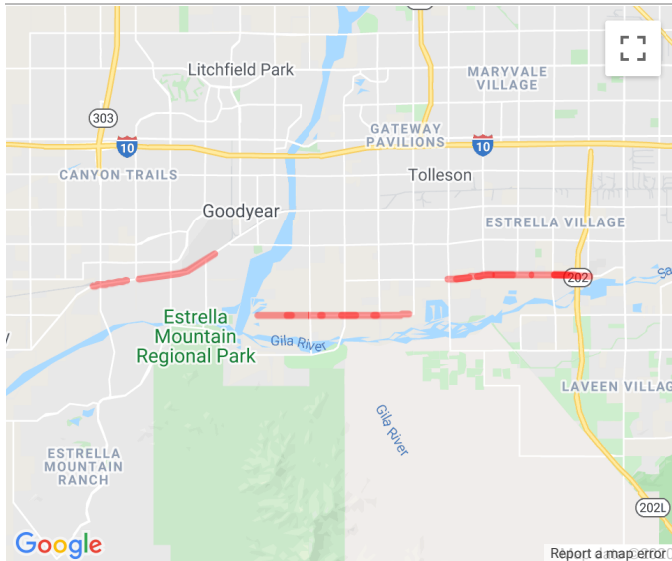 Litchfield Park
MARYVALE
VILLAGE
303
10
GATEWAY
PAVILIONS
10
CANYON TRAILS
Tolleson
Goodyear
ESTRELLA VILLAGE
202
Sa
Estrella
Mountain
Regional Park
Gila River
LAVEEN VILLAG
Gila River
ESTRELLA
MOUNTAIN
RANCH
202L
Google
Report a map error